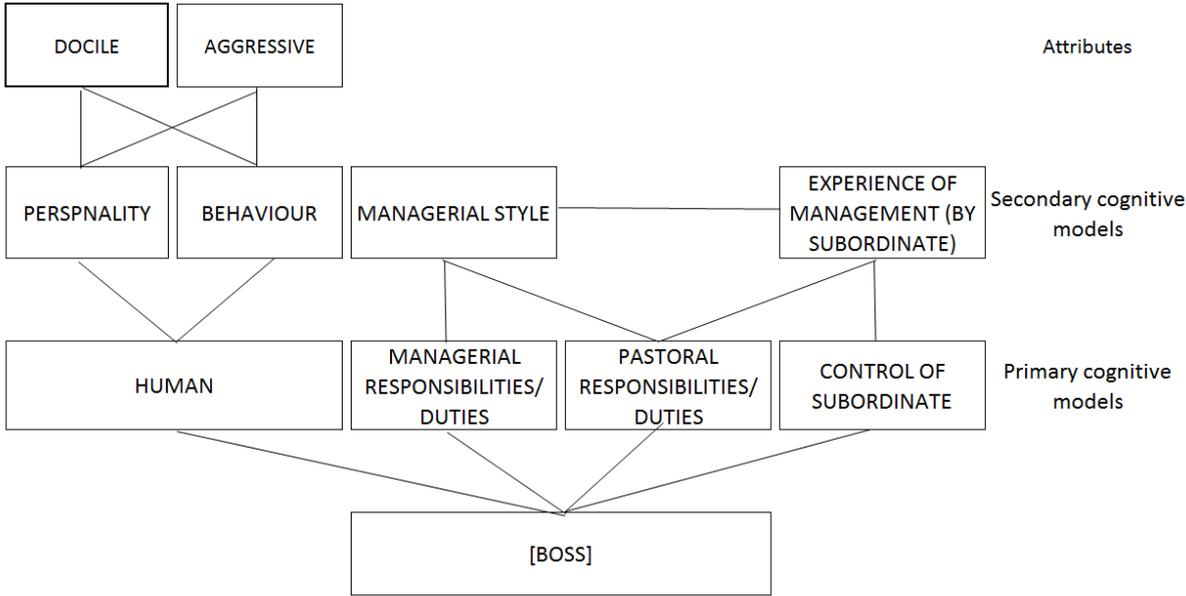 DOCILE
AGGRESSIVE
Attributes
PERSPNALITY
BEHAVIOUR
MANAGERIAL STYLE
EXPERIENCE OF
MANAGEMENT (BY
SUBORDINATE)
Secondary cognitive
models
HUMAN
MANAGERIAL
RESPONSIBILITIES/
DUTIES
PASTORAL
RESPONSIBILITIES/
DUTIES
CONTROL OF
SUBORDINATE
Primary cognitive
models
[BOSS]